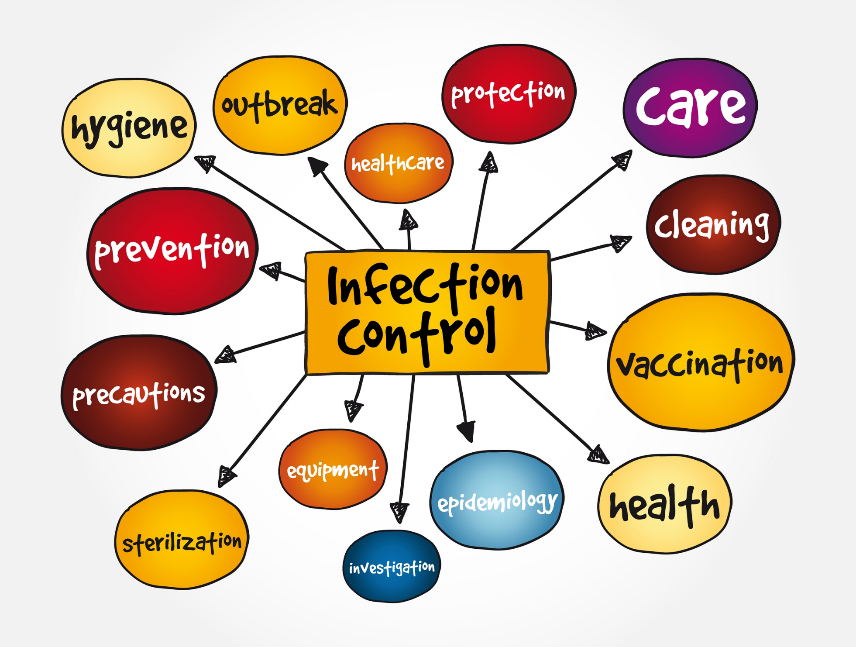 hygiene
outbreak
healthcare
protection
care
prevention
cleaning
Infection
control
precautions
vaccination
equipment
epidemiology
health
sterilization
investigation